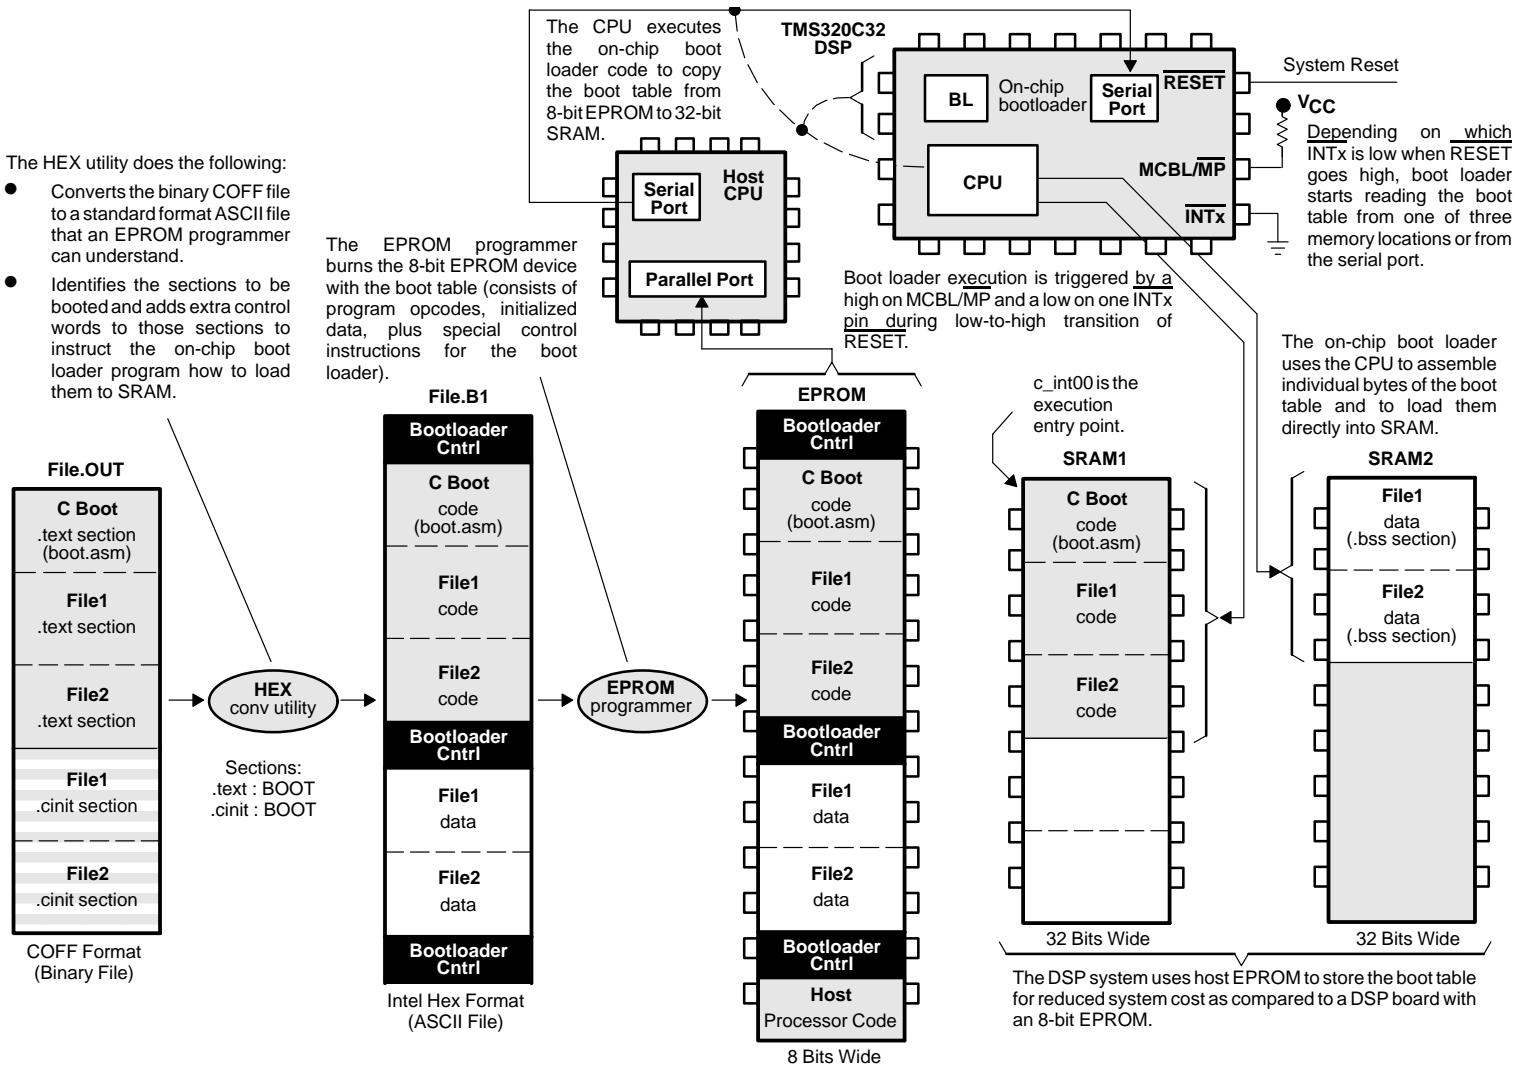 The CPU executes
the on-chip boot
loader code to copy
the boot table from
8-bit EPROM to 32-bit
SRAM.
TMS320C32
DSP
BL
On-chip
bootloader
Serial
Port
RESET
MCBL/MP
INTx
CPU
System Reset
VCC
Depending on which
INTx is low when RESET
goes high, boot loader
starts reading the boot
table from one of three
memory locations or from
the serial port.
Serial
Port
Host
CPU
Parallel Port
The HEX utility does the following:
● Converts the binary COFF file
to a standard format ASCII file
that an EPROM programmer
can understand.
● Identifies the sections to be
booted and adds extra control
words to those sections to
instruct the on-chip boot
loader program how to load
them to SRAM.
The EPROM programmer
burns the 8-bit EPROM device
with the boot table (consists of
program opcodes, initialized
data, plus special control
instructions for the boot
loader).
Boot loader execution is triggered by a
high on MCBL/MP and a low on one INTx
pin during low-to-high transition of
RESET.
The on-chip boot loader
uses the CPU to assemble
individual bytes of the boot
table and to load them
directly into SRAM.
c_int00 is the
execution
entry point.
File.OUT
C Boot
.text section
(boot.asm)
File1
.text section
File2
.text section
File1
.cinit section
File2
.cinit section
COFF Format
(Binary File)
HEX
conv utility
Sections:
.text : BOOT
.cinit : BOOT
File.B1
Bootloader
Cntrl
C Boot
code
(boot.asm)
File1
code
File2
code
Bootloader
Cntrl
File1
data
File2
data
Bootloader
Cntrl
Intel Hex Format
(ASCII File)
EPROM
programmer
EPROM
Bootloader
Cntrl
C Boot
code
(boot.asm)
File1
code
File2
code
Bootloader
Cntrl
File1
data
File2
data
Bootloader
Cntrl
Host
Processor Code
8 Bits Wide
SRAM1
C Boot
code
(boot.asm)
File1
code
File2
code
32 Bits Wide
SRAM2
File1
data
(.bss section)
File2
data
(.bss section)
32 Bits Wide
The DSP system uses host EPROM to store the boot table
for reduced system cost as compared to a DSP board with
an 8-bit EPROM.